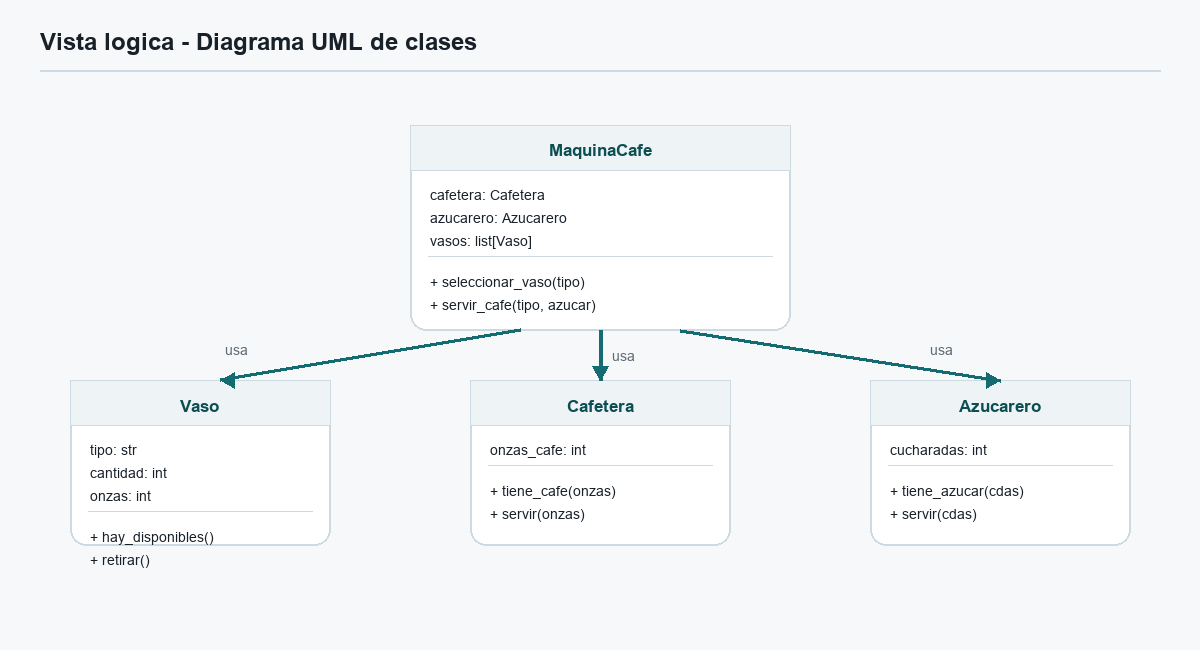 Vista logica - Diagrama UML de clases
MaquinaCafe
cafetera: Cafetera
azucarero: Azucarero
vasos: list[Vaso]
+ seleccionar_vaso(tipo)
+ servir_cafe(tipo, azucar)
usa
usa
usa
Vaso
tipo: str
cantidad: int
onzas: int
+ hay_disponibles()
+ retirar()
Cafetera
onzas_cafe: int
+ tiene_cafe(onzas)
+ servir(onzas)
Azucarero
cucharadas: int
+ tiene_azucar(cdas)
+ servir(cdas)